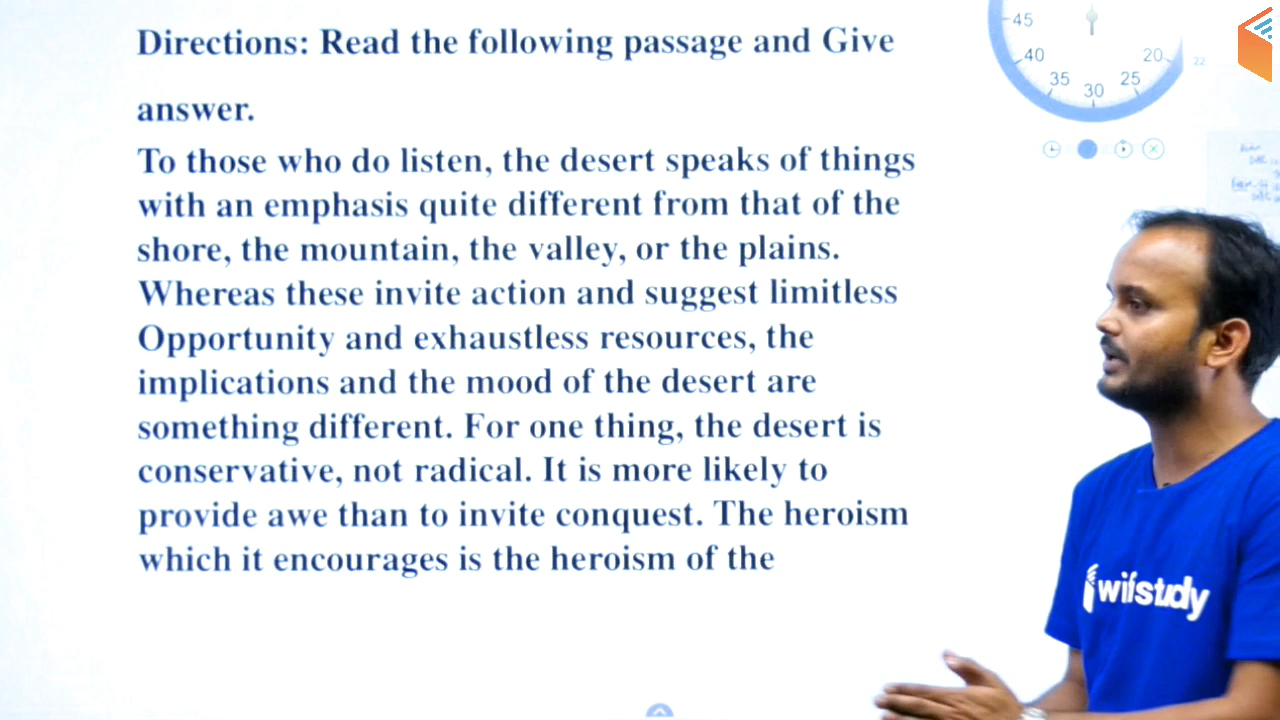 Directions: Read the following passage and Give
answer.
To those who do listen, the desert speaks of things
with an emphasis quite different from that of the
shore, the mountain, the valley, or the plains.
Whereas these invite action and suggest limitless
Opportunity and exhaustless resources, the
implications and the mood of the desert are
something different. For one thing, the desert is
conservative, not radical. It is more likely to
provide awe than to invite conquest. The heroism
which it encourages is the heroism of the
45
40
35
30
25
20
22
wifistudy